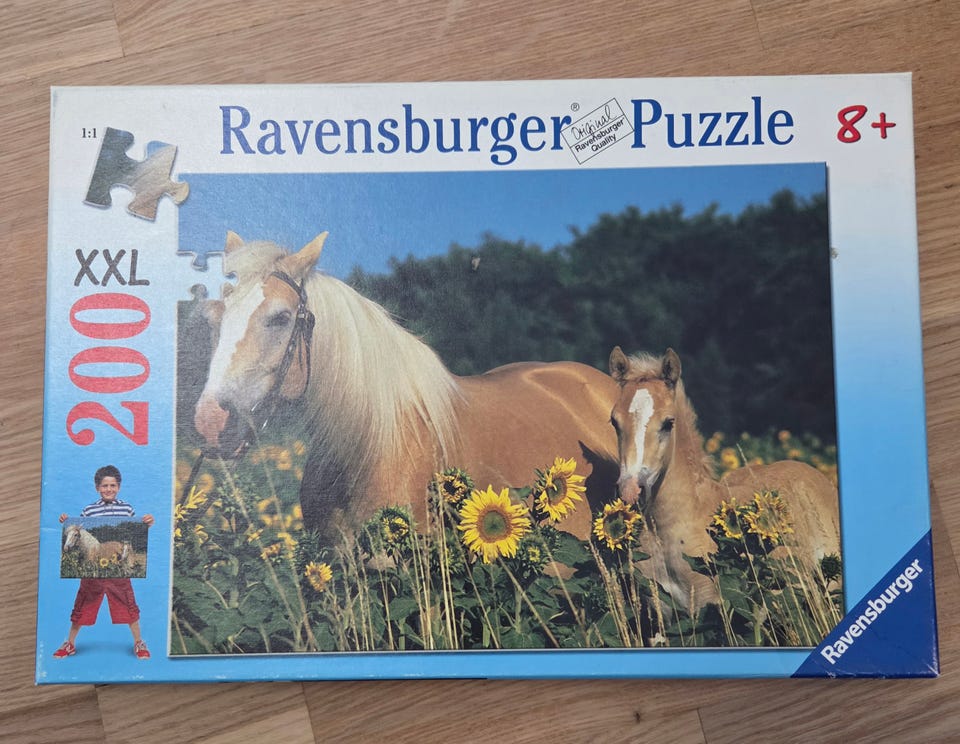 1:1
Ravensburger® Puzzle
Original
Ravensburger
Quality
8+
XXL
200
Ravensburger